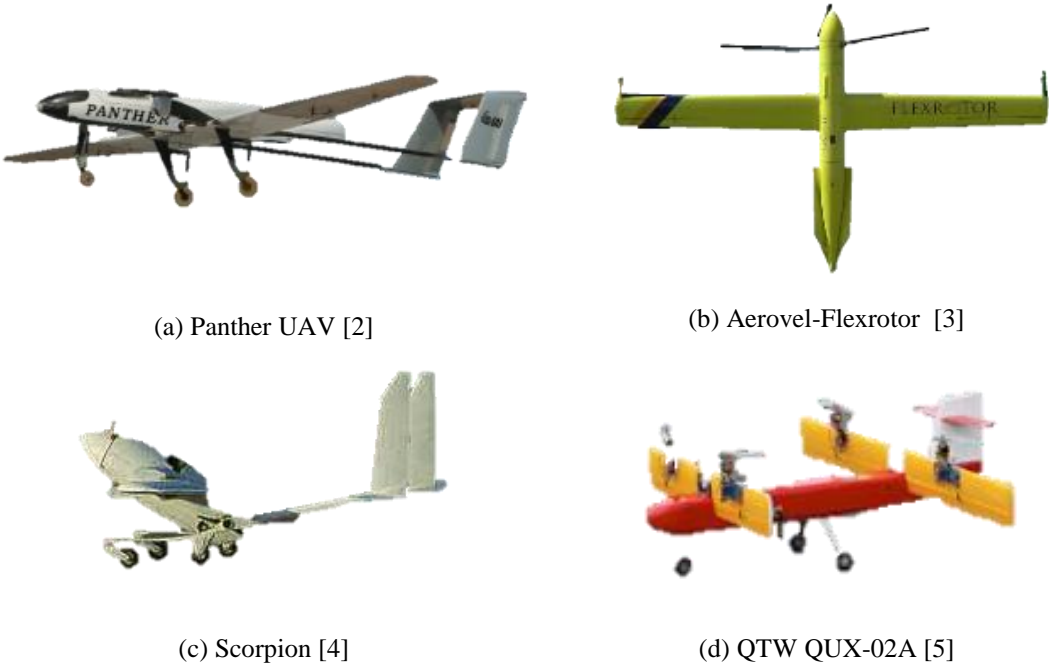 PANTHER
FLEXROTOR
(a) Panther UAV [2]
(b) Aerovel-Flexrotor [3]
(c) Scorpion [4]
(d) QTW QUX-02A [5]